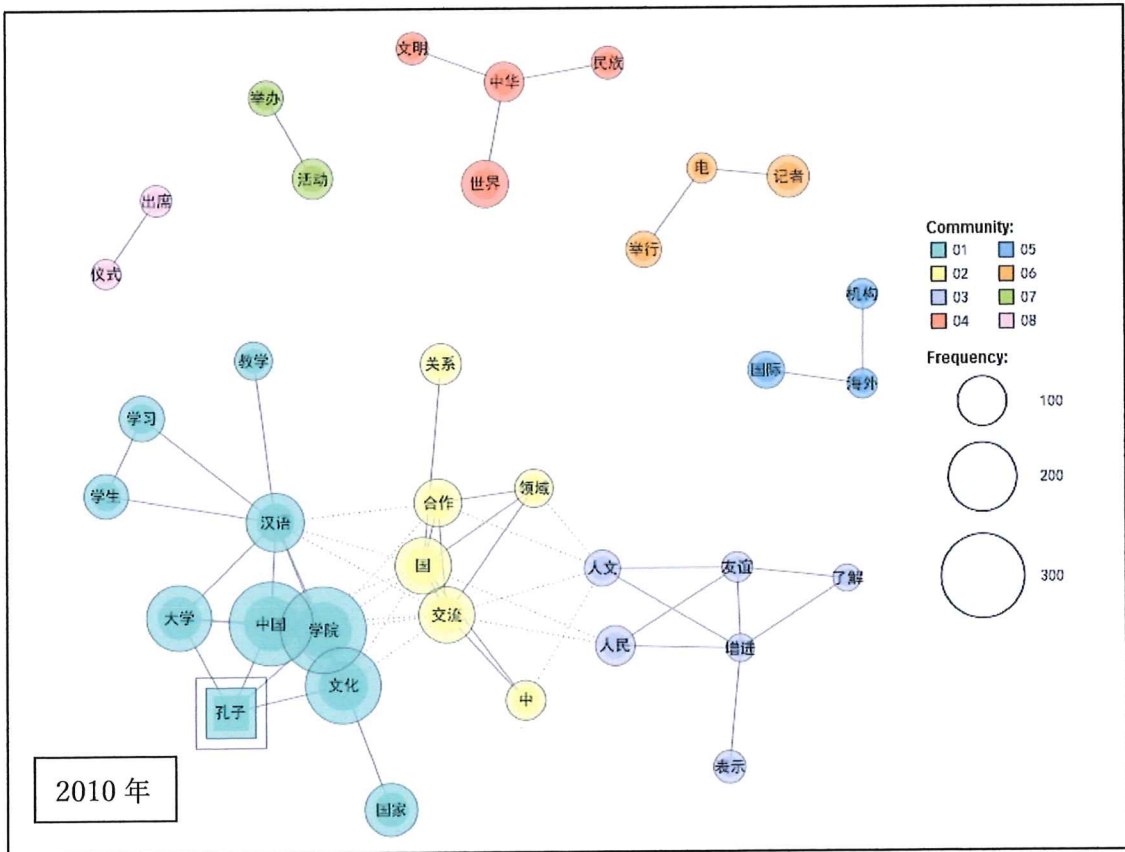 文明
中华
民族
举办
活动
世界
电
记者
举行
出席
仪式
机构
国际
海外
Community:
01
02
03
04
05
06
07
08
Frequency:
100
200
300
教学
关系
学习
学生
汉语
合作
领域
国
大学
中国
学院
交流
文化
中
孔子
国家
人文
友谊
了解
人民
增进
表示
2010 年